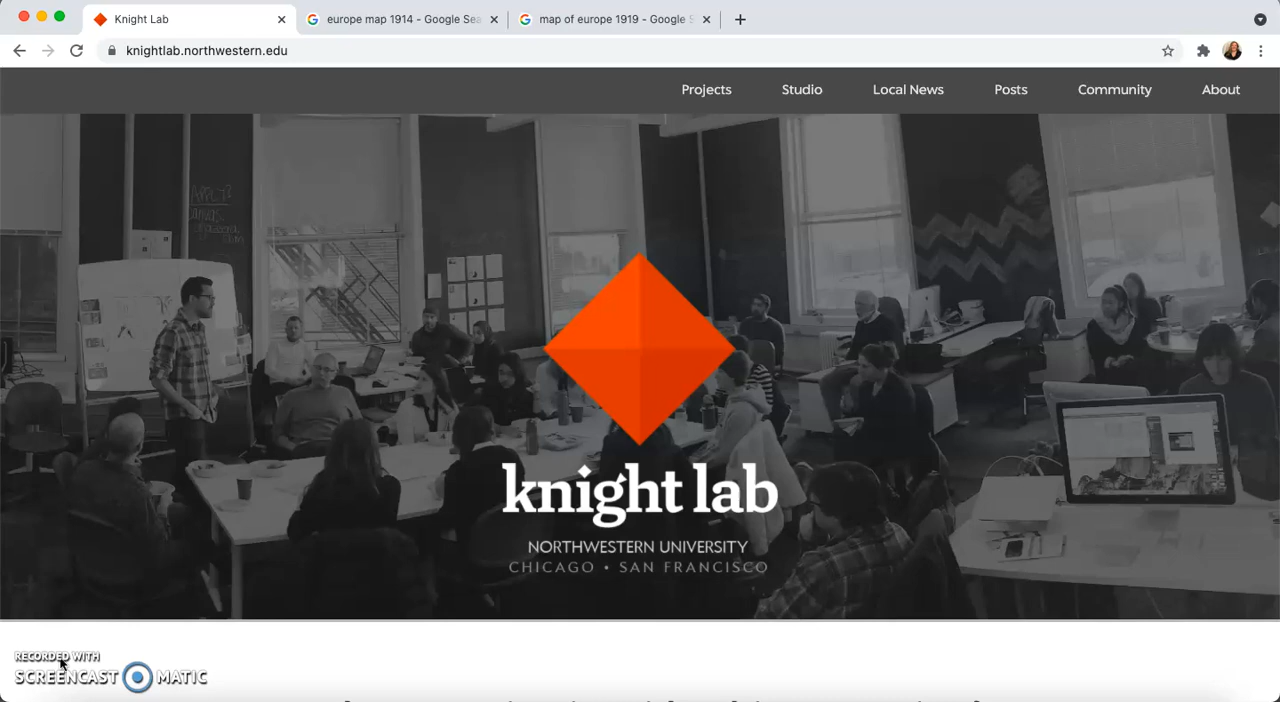 Knight Lab
europe map 1914 - Google Sea
map of europe 1919 - Google S
knightlab.northwestern.edu
Projects
Studio
Local News
Posts
Community
About
knight lab
NORTHWESTERN UNIVERSITY
CHICAGO • SAN FRANCISCO
RECORDED WITH
SCREENCAST MATIC